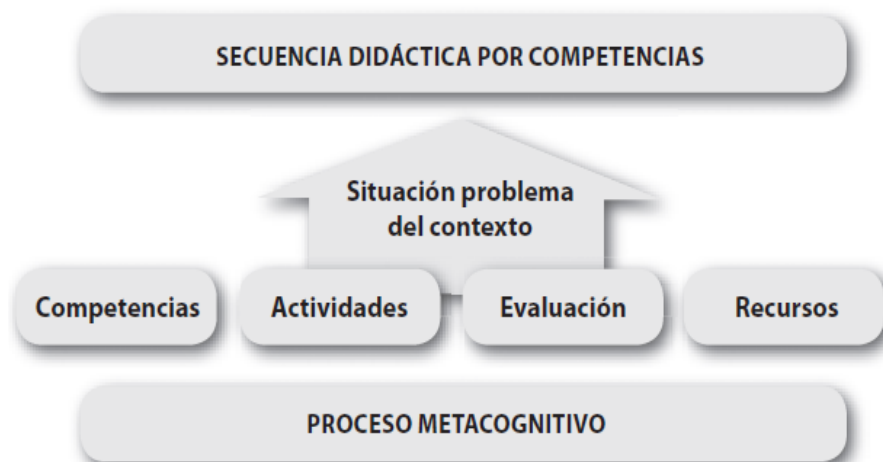 SECUENCIA DIDÁCTICA POR COMPETENCIAS
Situación problema
del contexto
Competencias
Actividades
Evaluación
Recursos
PROCESO METACOGNITIVO